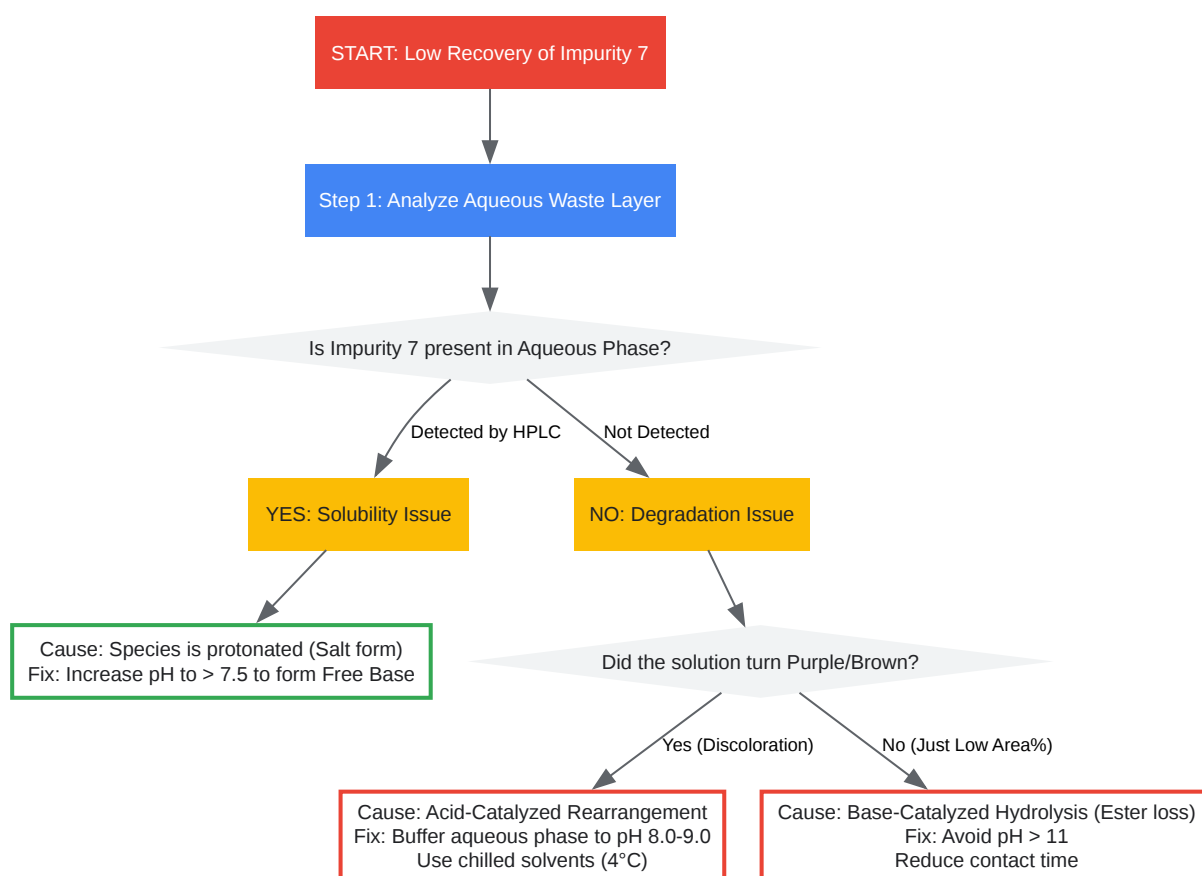 START: Low Recovery of Impurity 7
Step 1: Analyze Aqueous Waste Layer
Is Impurity 7 present in Aqueous Phase?
Detected by HPLC
Not Detected
YES: Solubility Issue
NO: Degradation Issue
Cause: Species is protonated (Salt form)
Fix: Increase pH to > 7.5 to form Free Base
Did the solution turn Purple/Brown?
Yes (Discoloration)
No (Just Low Area%)
Cause: Acid-Catalyzed Rearrangement
Fix: Buffer aqueous phase to pH 8.0-9.0
Use chilled solvents (4°C)
Cause: Base-Catalyzed Hydrolysis (Ester loss)
Fix: Avoid pH > 11
Reduce contact time